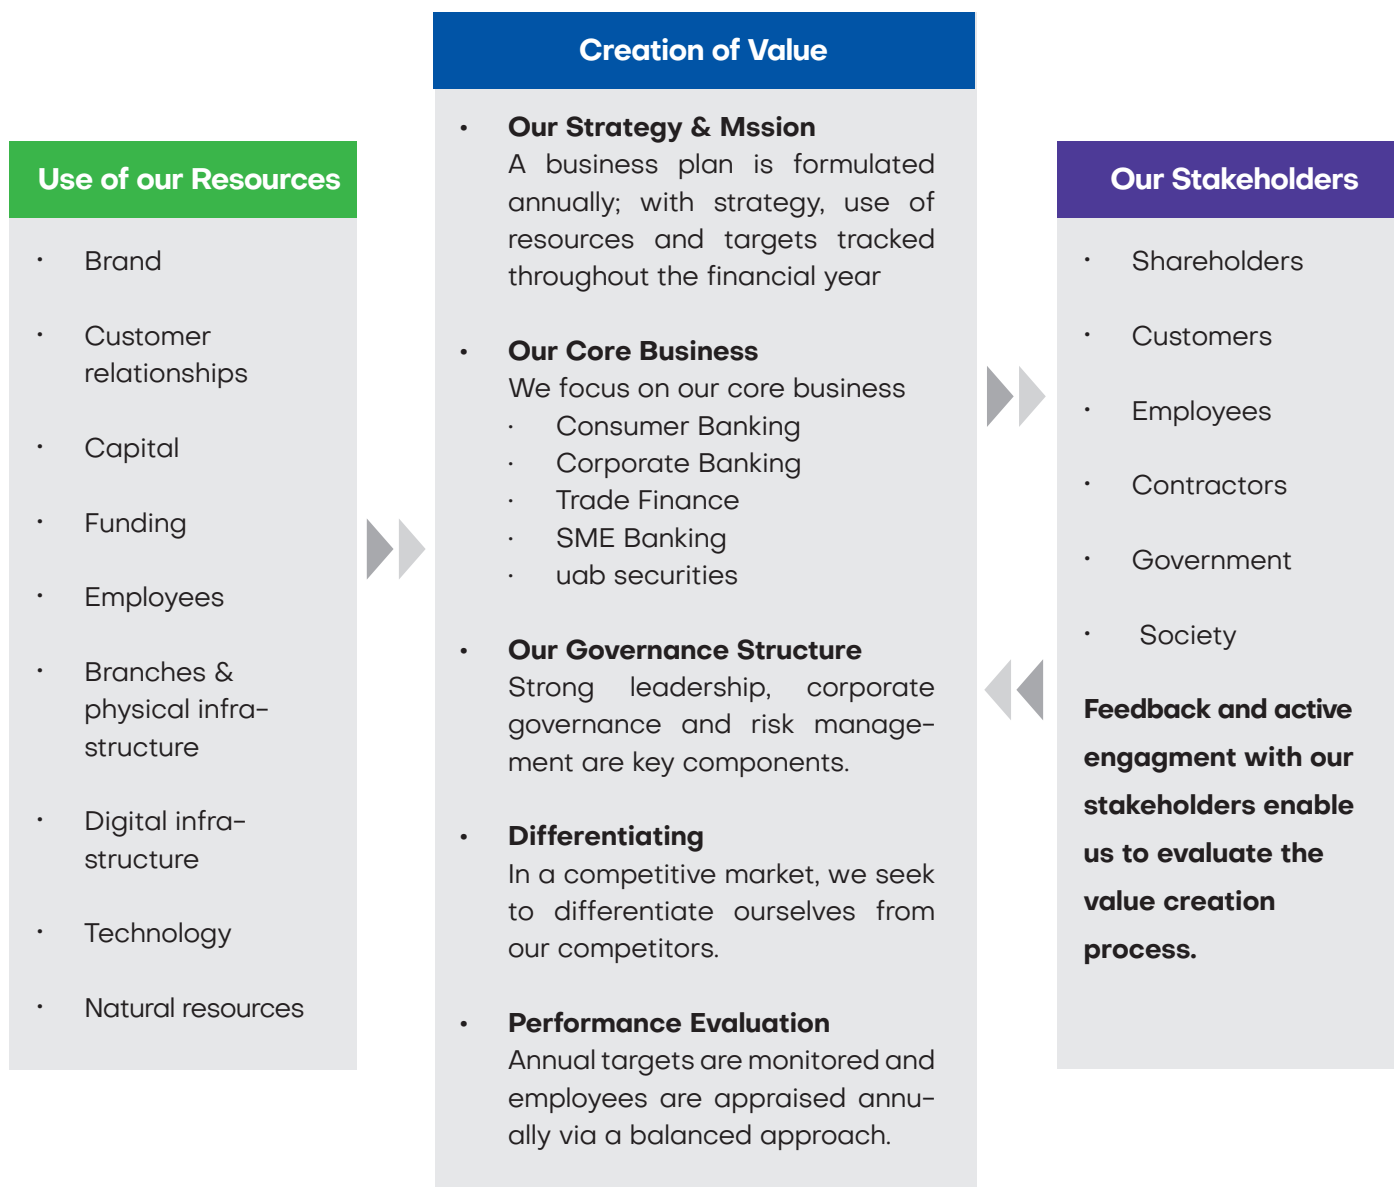 Use of our Resources
· Brand
· Customer
relationships
· Capital
· Funding
· Employees
· Branches &
physical infra-
structure
· Digital infra-
structure
· Technology
· Natural resources
Creation of Value
• Our Strategy & Mssion
A business plan is formulated
annually; with strategy, use of
resources and targets tracked
throughout the financial year
• Our Core Business
We focus on our core business
· Consumer Banking
· Corporate Banking
· Trade Finance
· SME Banking
· uab securities
• Our Governance Structure
Strong leadership, corporate
governance and risk manage-
ment are key components.
• Differentiating
In a competitive market, we seek
to differentiate ourselves from
our competitors.
• Performance Evaluation
Annual targets are monitored and
employees are appraised annu-
ally via a balanced approach.
Our Stakeholders
· Shareholders
· Customers
· Employees
· Contractors
· Government
· Society
Feedback and active
engagment with our
stakeholders enable
us to evaluate the
value creation
process.